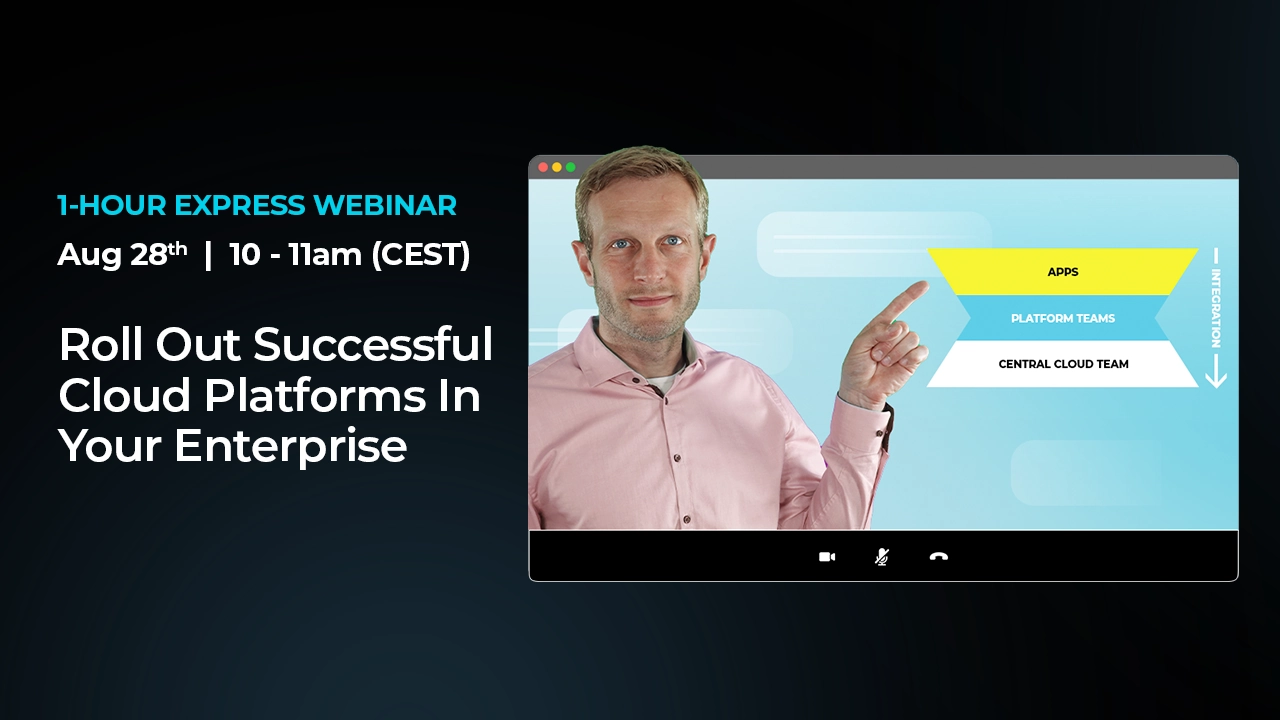 1-HOUR EXPRESS WEBINAR
Aug 28th | 10 - 11am (CEST)
Roll Out Successful
Cloud Platforms In
Your Enterprise
APPS
PLATFORM TEAMS
CENTRAL CLOUD TEAM
INTEGRATION